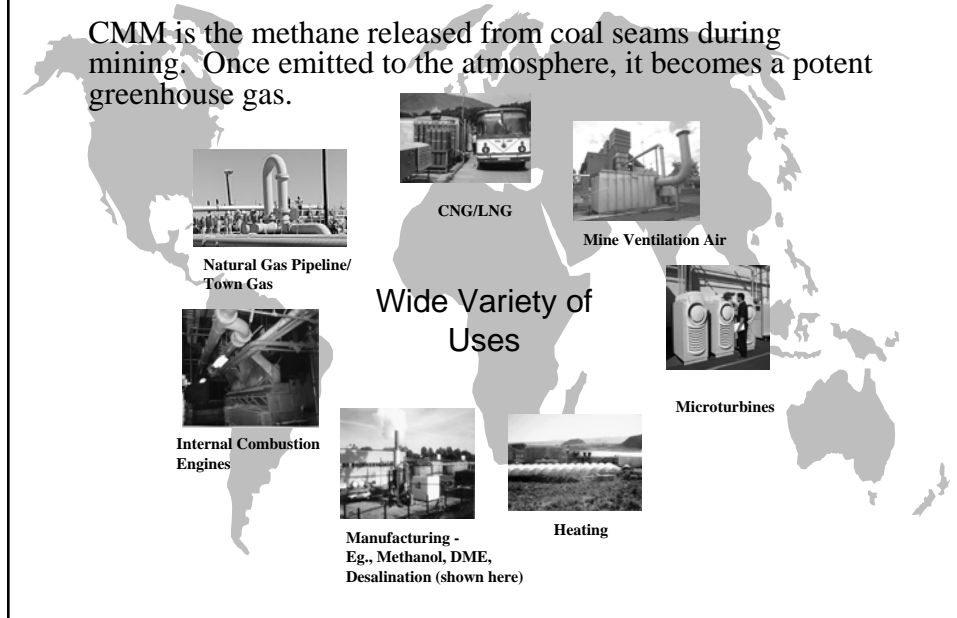 CMM is the methane released from coal seams during
mining.  Once emitted to the atmosphere, it becomes a potent
greenhouse gas.
CNG/LNG
Mine Ventilation Air
Natural Gas Pipeline/
Town Gas
Wide Variety of
Uses
Microturbines
Internal Combustion
Engines
Manufacturing -
Eg., Methanol, DME,
Desalination (shown here)
Heating